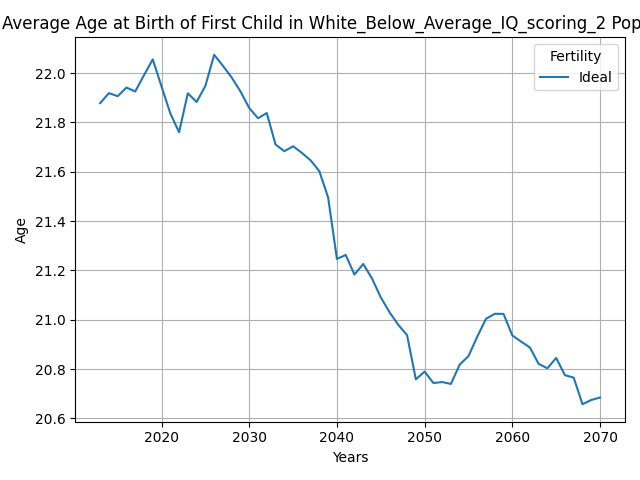 Average Age at Birth of First Child in White_Below_Average_IQ_scoring_2 Pop
Fertility
Ideal
22.0
21.8
21.6
21.4
21.2
21.0
20.8
20.6
Age
2020 2030 2040 2050 2060 2070
Years